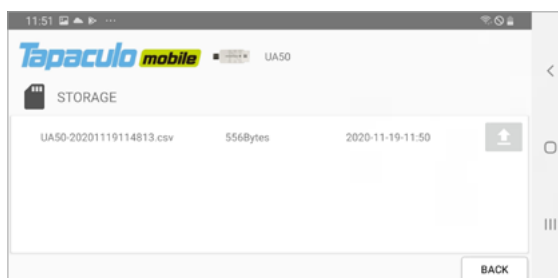 11:51
Tapaculo mobile UA50
STORAGE
UA50-20201119114813.csv 556Bytes 2020-11-19-11:50
BACK